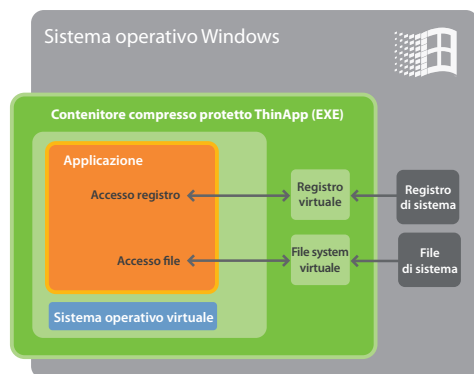 Sistema operativo Windows
Contenitore compresso protetto ThinApp (EXE)
Applicazione
Accesso registro
Registro
virtuale
Registro
di sistema
Accesso file
File system
virtuale
File
di sistema
Sistema operativo virtuale